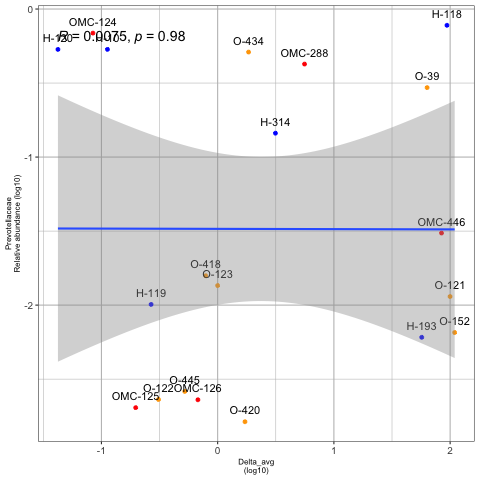 0
H-118
OMC-124
R = 0.0075, p = 0.98
O-434
OMC-288
O-39
H-314
-1
OMC-446
O-418
O-123
H-119
O-121
-2
O-152
H-193
O-445
O-122
OMC-126
OMC-125
O-420
-1
0
1
2
Delta_avg
(log10)
Prevotellaceae
Relative abundante (log10)